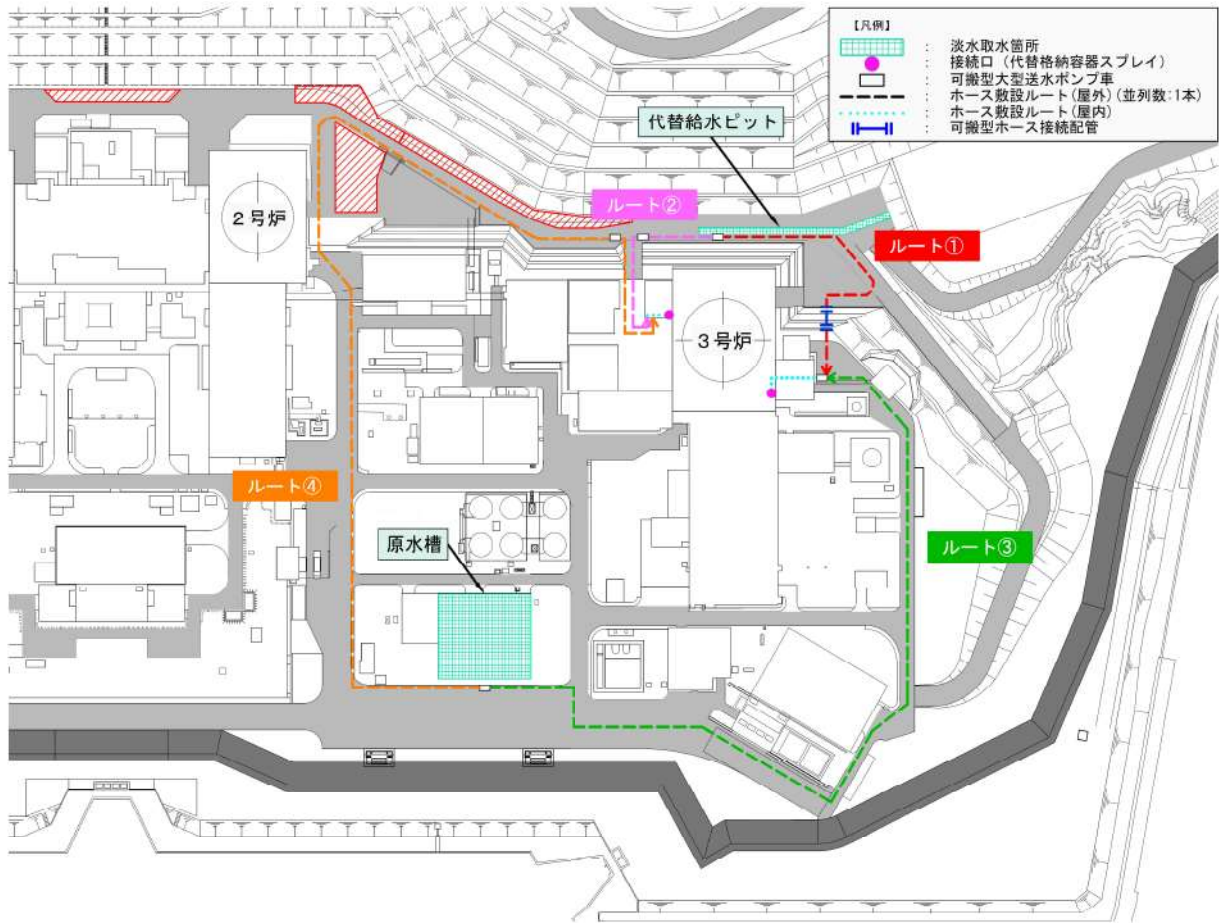 【凡例】
： 淡水取水箇所
： 接続口（代替格納容器スプレイ）
： 可搬型大型送水ポンプ車
： ホース敷設ルート(屋外)(並列数:1本)
： ホース敷設ルート(屋内)
： 可搬型ホース接続配管
代替給水ピット
２号炉
ルート②
ルート①
３号炉
ルート④
原水槽
ルート③